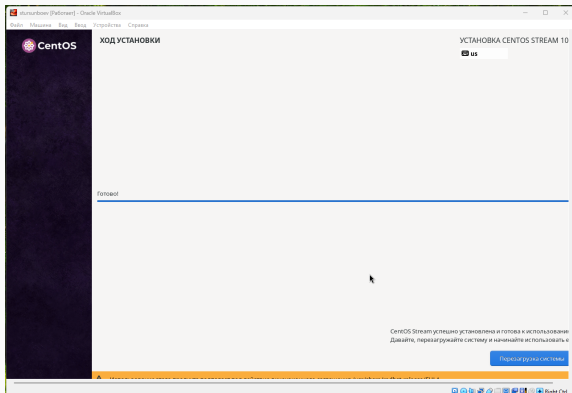 xtursunboev [Работает] - Oracle VirtualBox
Файл Машина Вид Ввод Устройства Справка
CentOS
ХОД УСТАНОВКИ
УСТАНОВКА CENTOS STREAM 10
us
Готово!
CentOS Stream успешно установлена и готова к использовани
Давайте, перезагружайте систему и начинайте использовать е
Перезагрузка системы
Right Ctrl